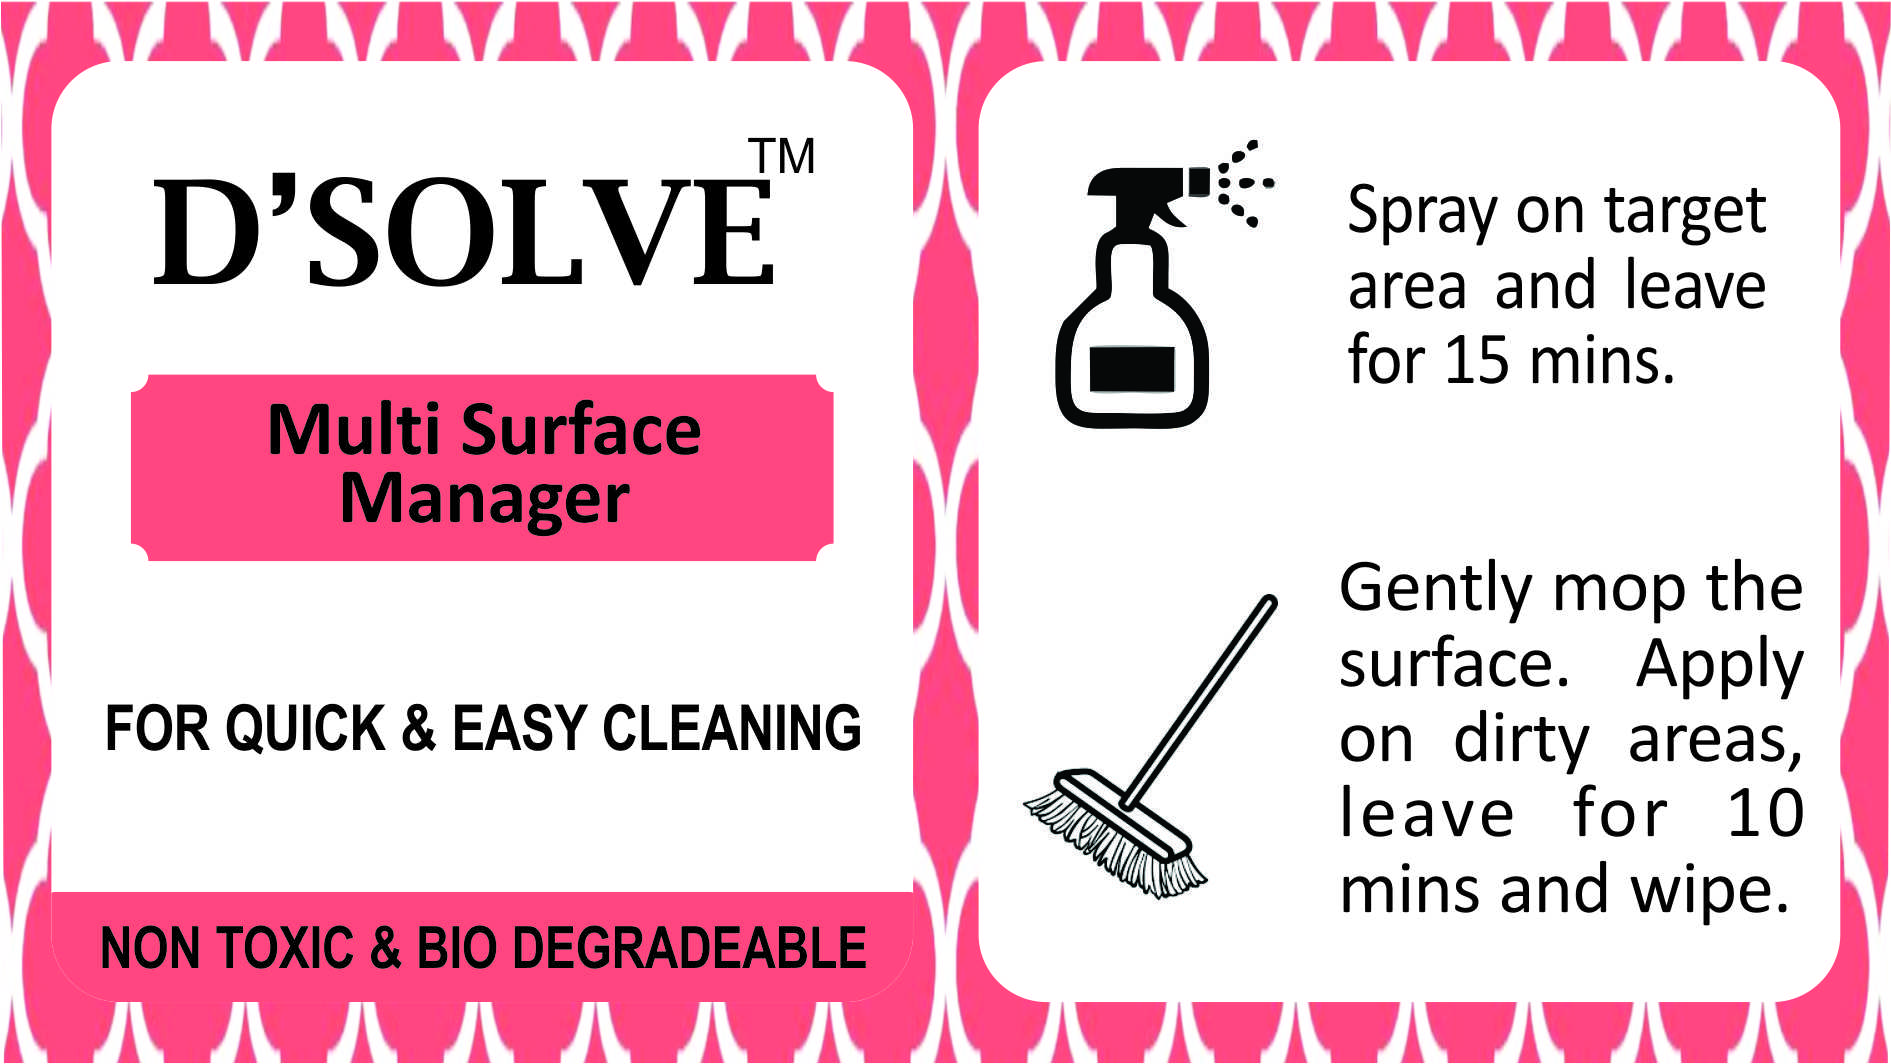 D'SOLVE™
Multi Surface
Manager
FOR QUICK & EASY CLEANING
NON TOXIC & BIO DEGRADEABLE
Spray on target
area and leave
for 15 mins.
Gently mop the
surface. Apply
on dirty areas,
leave for 10
mins and wipe.